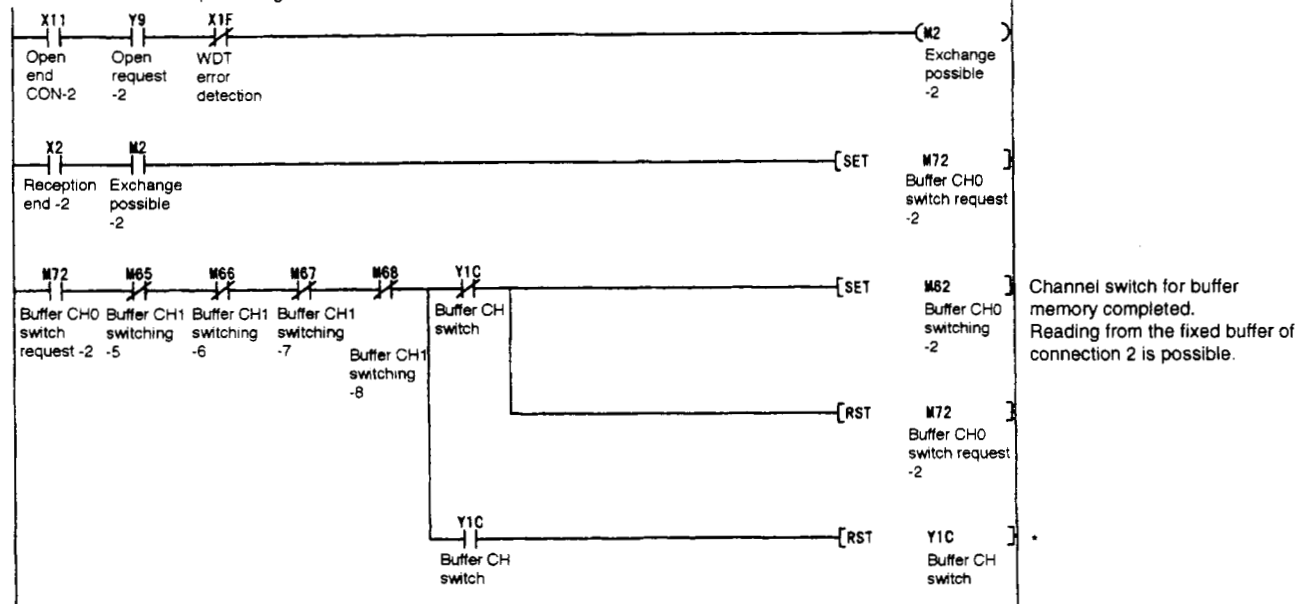 X11 Y9 X1F
(M2 )
Open Open WDT Exchange
end request error possible
CON-2 -2 detection -2
X2 M2
[SET M72 ]
Reception Exchange Buffer CH0
end -2 possible switch request
-2 -2
M72 M65 M66 M67 M68 Y1C
[SET M62 ] Channel switch for buffer
Buffer CH0 Buffer CH1 Buffer CH1 Buffer CH1 Buffer CH Buffer CH0 memory completed.
switch switching switching switching switch switching Reading from the fixed buffer of
request -2 -5 -6 -7 -2 connection 2 is possible.
Buffer CH1
switching
-8
[RST M72 ]
Buffer CH0
switch request
-2
Y1C
[RST Y1C ] *
Buffer CH Buffer CH
switch switch